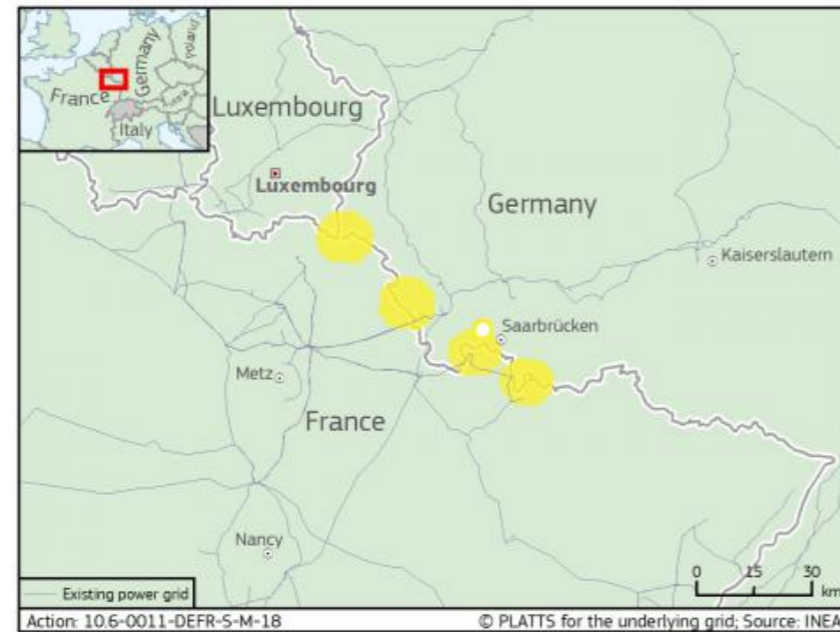 France
Germany
Poland
Italy
Luxembourg
Luxembourg
Germany
Kaiserslautern
Saarbrücken
Metz
France
Nancy
0 15 30
km
Existing power grid
Action: 10.6-0011-DEFR-S-M-18
© PLATTS for the underlying grid; Source: INEA